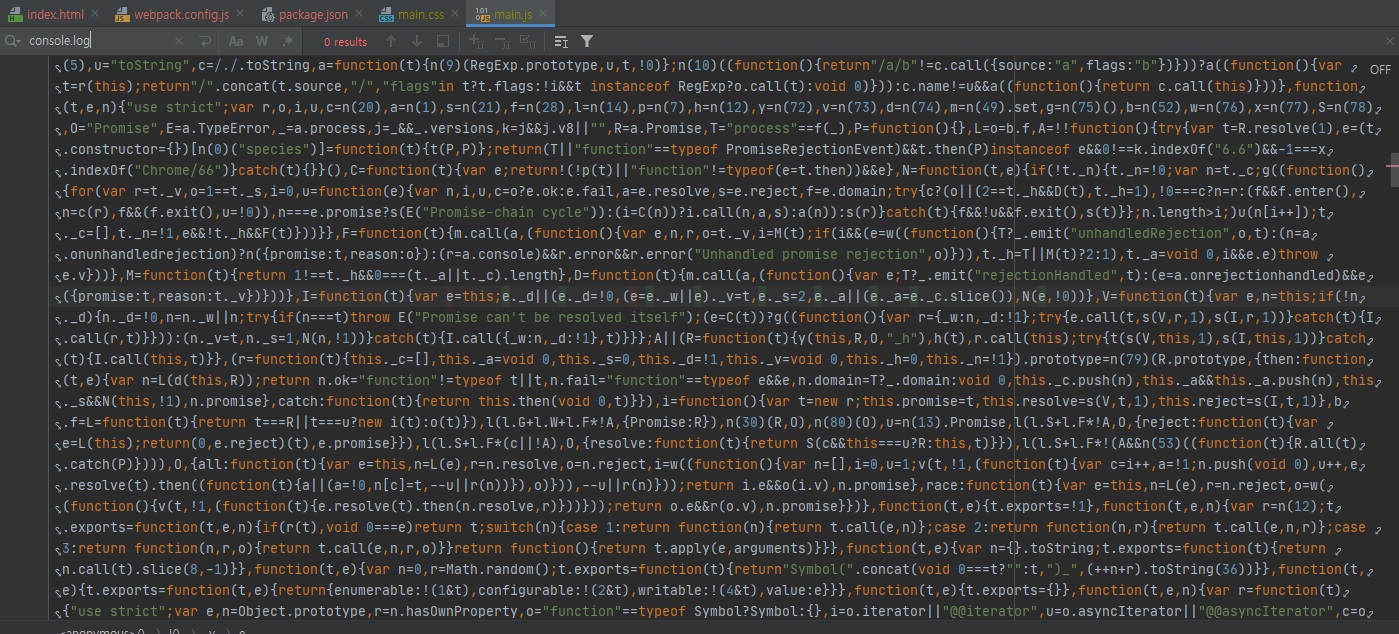 index.html webpack.config.js package.json main.css main.js
console.log Aa W .* 0 results
(5),u="toString",c=/./.toString,a=function(t){n(9)(RegExp.prototype,u,t,!0)};n(10)((function(){return"/a/b"!=c.call({source:"a",flags:"b"})}))?a((function(){var
OFF
t=r(this);return"/".concat(t.source,"/","flags"in t?t.flags:!i&&t instanceof RegExp?o.call(t):void 0)})):c.name!=u&&a((function(){return c.call(this)}))},function
(t,e,n){"use strict";var r,o,i,u,c=n(20),a=n(1),s=n(21),f=n(28),l=n(14),p=n(7),h=n(12),y=n(72),v=n(73),d=n(74),m=n(49).set,g=n(75)(),b=n(52),w=n(76),x=n(77),S=n(78)
,O="Promise",E=a.TypeError,_=a.process,j=_&&_.versions,k=j&&j.v8||"",R=a.Promise,T="process"==f(_),P=function(){},L=o=b.f,A=!!function(){try{var t=R.resolve(1),e=(t
.constructor={})[n(0)("species")]=function(t){t(P,P)};return(T||"function"==typeof PromiseRejectionEvent)&&t.then(P)instanceof e&&0!==k.indexOf("6.6")&&-1===x
.indexOf("Chrome/66")}catch(t){}}(),C=function(t){var e;return!(!p(t)||"function"!=typeof(e=t.then))&&e},N=function(t,e){if(!t._n){t._n=!0;var n=t._c;g((function()
{for(var r=t._v,o=1==t._s,i=0,u=function(e){var n,i,u,c=o?e.ok:e.fail,a=e.resolve,s=e.reject,f=e.domain;try{c?(o||(2==t._h&&D(t),t._h=1),!0===c?n=r:(f&&f.enter(),
n=c(r),f&&(f.exit(),u=!0)),n===e.promise?s(E("Promise-chain cycle")):(i=C(n))?i.call(n,a,s):a(n)):s(r)}catch(t){f&&!u&&f.exit(),s(t)}};n.length>i;)u(n[i++]);t
._c=[],t._n=!1,e&&!t._h&&F(t)}))}},F=function(t){m.call(a,(function(){var e,n,r,o=t._v,i=M(t);if(i&&(e=w((function(){T?_.emit("unhandledRejection",o,t):(n=a
.onunhandledrejection)?n({promise:t,reason:o}):(r=a.console)&&r.error&&r.error("Unhandled promise rejection",o)})),t._h=T||M(t)?2:1),t._a=void 0,i&&e.e)throw
e.v}))},M=function(t){return 1!==t._h&&0===(t._a||t._c).length},D=function(t){m.call(a,(function(){var e;T?_.emit("rejectionHandled",t):(e=a.onrejectionhandled)&&e
({promise:t,reason:t._v})}))},I=function(t){var e=this;e._d||(e._d=!0,(e=e._w||e)._v=t,e._s=2,e._a||(e._a=e._c.slice()),N(e,!0))},V=function(t){var e,n=this;if(!n
._d){n._d=!0,n=n._w||n;try{if(n===t)throw E("Promise can't be resolved itself");(e=C(t))?g((function(){var r={_w:n,_d:!1};try{e.call(t,s(V,r,1),s(I,r,1))}catch(t){I
.call(r,t)}})):(n._v=t,n._s=1,N(n,!1))}catch(t){I.call({_w:n,_d:!1},t)}}};A||(R=function(t){y(this,R,O,"_h"),h(t),r.call(this);try{t(s(V,this,1),s(I,this,1))}catch
(t){I.call(this,t)}},(r=function(t){this._c=[],this._a=void 0,this._s=0,this._d=!1,this._v=void 0,this._h=0,this._n=!1}).prototype=n(79)(R.prototype,{then:function
(t,e){var n=L(d(this,R));return n.ok="function"!=typeof t||t,n.fail="function"==typeof e&&e,n.domain=T?_.domain:void 0,this._c.push(n),this._a&&this._a.push(n),this
._s&&N(this,!1),n.promise},catch:function(t){return this.then(void 0,t)}}),i=function(){var t=new r;this.promise=t,this.resolve=s(V,t,1),this.reject=s(I,t,1)},b
.f=L=function(t){return t===R||t===u?new i(t):o(t)}),l(l.G+l.W+l.F*!A,{Promise:R}),n(30)(R,O),n(80)(O),u=n(13).Promise,l(l.S+l.F*!A,O,{reject:function(t){var
e=L(this);return(0,e.reject)(t),e.promise}}),l(l.S+l.F*(c||!A),O,{resolve:function(t){return S(c&&this===u?R:this,t)}}),l(l.S+l.F*!(A&&n(53)((function(t){R.all(t)
.catch(P)}))),O,{all:function(t){var e=this,n=L(e),r=n.resolve,o=n.reject,i=w((function(){var n=[],i=0,u=1;v(t,!1,(function(t){var c=i++,a=!1;n.push(void 0),u++,e
.resolve(t).then((function(t){a||(a=!0,n[c]=t,--u||r(n))}),o)})),--u||r(n)}));return i.e&&o(i.v),n.promise},race:function(t){var e=this,n=L(e),r=n.reject,o=w(
(function(){v(t,!1,(function(t){e.resolve(t).then(n.resolve,r)}))}));return o.e&&r(o.v),n.promise}})},function(t,e){t.exports=!1},function(t,e,n){var r=n(12);t
.exports=function(t,e,n){if(r(t),void 0===e)return t;switch(n){case 1:return function(n){return t.call(e,n)};case 2:return function(n,r){return t.call(e,n,r)};case
3:return function(n,r,o){return t.call(e,n,r,o)}}return function(){return t.apply(e,arguments)}}},function(t,e){var n={}.toString;t.exports=function(t){return
n.call(t).slice(8,-1)}},function(t,e){var n=0,r=Math.random();t.exports=function(t){return"Symbol(".concat(void 0===t?"":t,")_",(++n+r).toString(36))}},function(t,
e){t.exports=function(t,e){return{enumerable:!(1&t),configurable:!(2&t),writable:!(4&t),value:e}}},function(t,e){t.exports={}},function(t,e,n){var r=function(t)
{"use strict";var e,n=Object.prototype,r=n.hasOwnProperty,o="function"==typeof Symbol?Symbol:{},i=o.iterator||"@@iterator",u=o.asyncIterator||"@@asyncIterator",c=o